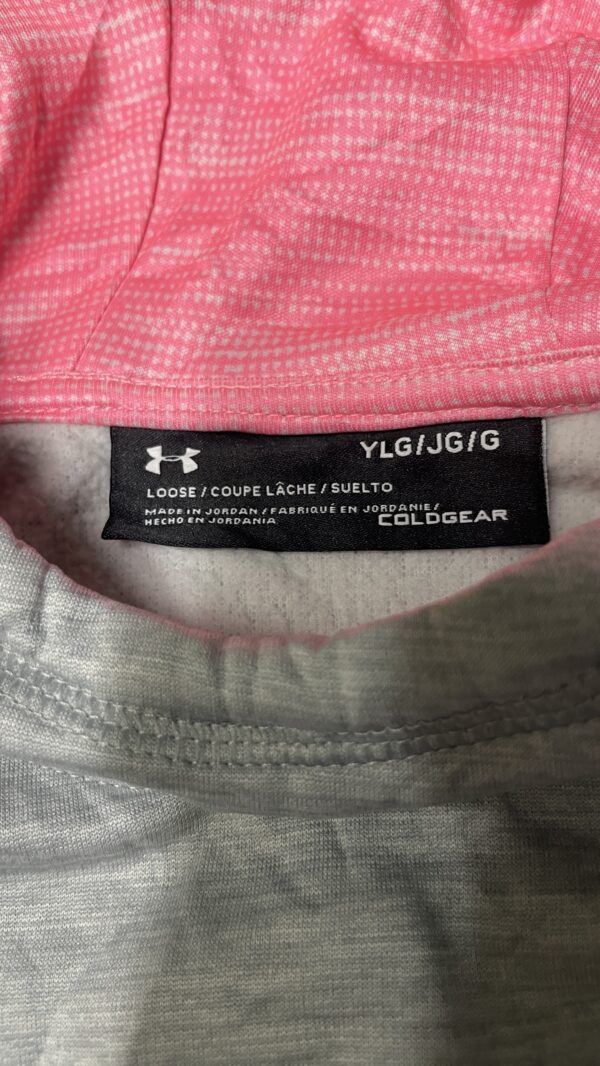 YLG/JG/G
LOOSE / COUPE LÂCHE / SUELTO
MADE IN JORDAN / FABRIQUÉ EN JORDANIE /
HECHO EN JORDANIA
COLDGEAR